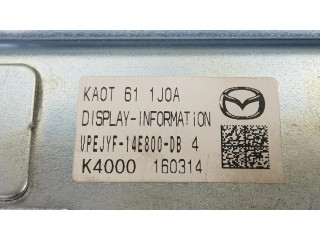 KA0T 61 1J0A
DISPLAY-INFORMATION
VPEJYF-14E800-DB 4
K4000 160314